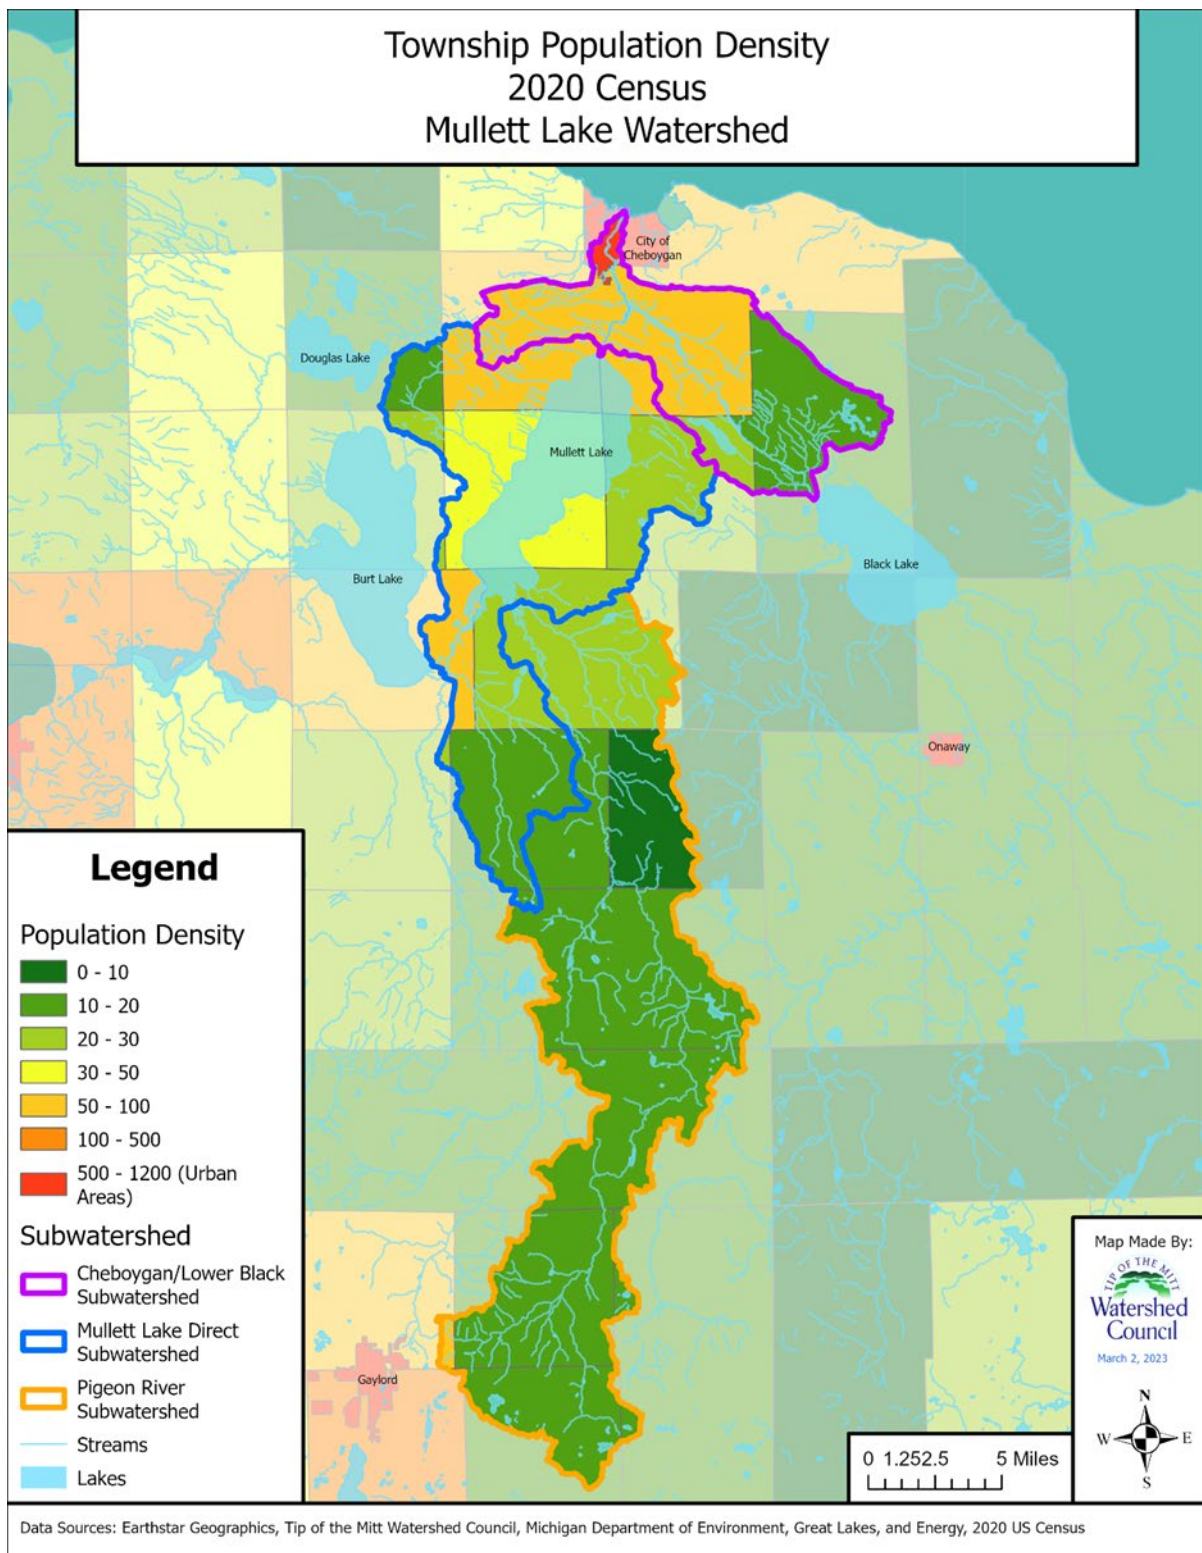 Township Population Density
2020 Census
Mullett Lake Watershed
City of
Cheboygan
Douglas Lake
Mullett Lake
Burt Lake
Black Lake
Onaway
Gaylord
Legend
Population Density
0 - 10
10 - 20
20 - 30
30 - 50
50 - 100
100 - 500
500 - 1200 (Urban
Areas)
Subwatershed
Cheboygan/Lower Black
Subwatershed
Mullett Lake Direct
Subwatershed
Pigeon River
Subwatershed
Streams
Lakes
Map Made By:
TIP OF THE MITT
Watershed
Council
March 2, 2023
N
W E
S
0 1.252.5 5 Miles
Data Sources: Earthstar Geographics, Tip of the Mitt Watershed Council, Michigan Department of Environment, Great Lakes, and Energy, 2020 US Census